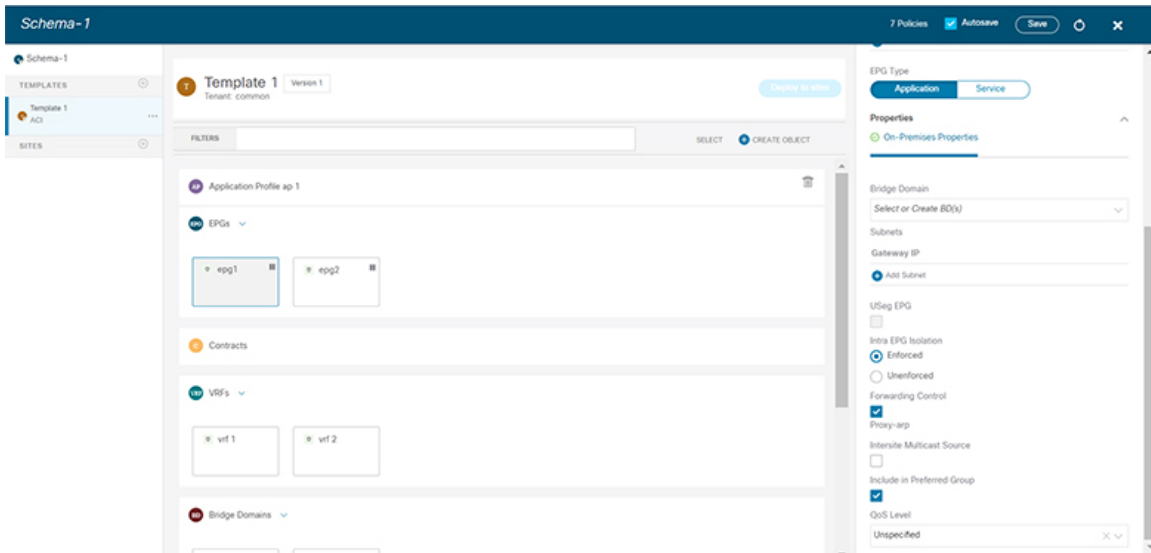 Schema-1
7 Policies
Autosave
Save
Schema-1
TEMPLATES
Template 1
ACI
SITES
T
Template 1
Version 1
Tenant: common
Deploy to sites
FILTERS
SELECT
CREATE OBJECT
AP
Application Profile ap 1
EPG
EPGs
epg1
epg2
C
Contracts
VRF
VRFs
vrf 1
vrf 2
BD
Bridge Domains
EPG Type
Application
Service
Properties
On-Premises Properties
Bridge Domain
Select or Create BD(s)
Subnets
Gateway IP
Add Subnet
USeg EPG
Intra EPG Isolation
Enforced
Unenforced
Forwarding Control
Proxy-arp
Intersite Multicast Source
Include in Preferred Group
QoS Level
Unspecified